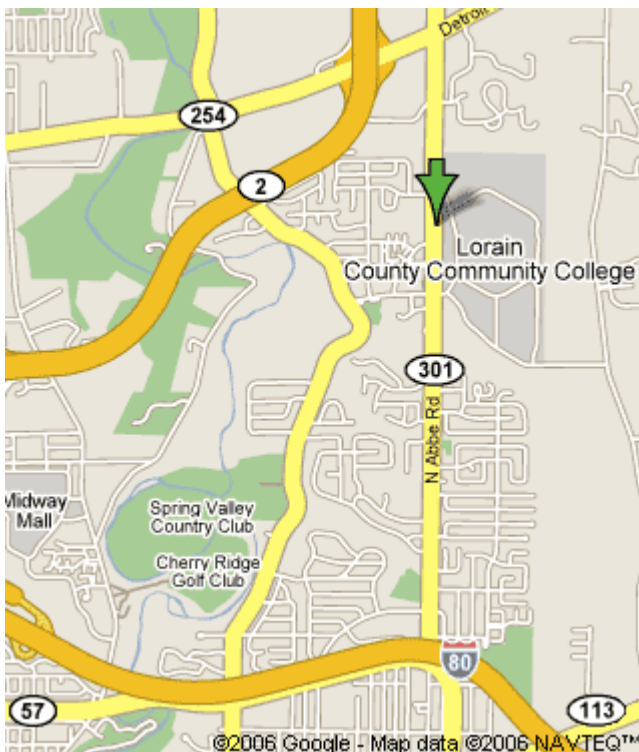 Detroit
254
2
Lorain
County Community College
301
N Abbe Rd
Midway
Mall
Spring Valley
Country Club
Cherry Ridge
Golf Club
80
57
113
©2006 Google - Map data ©2006 NAVTEQ™